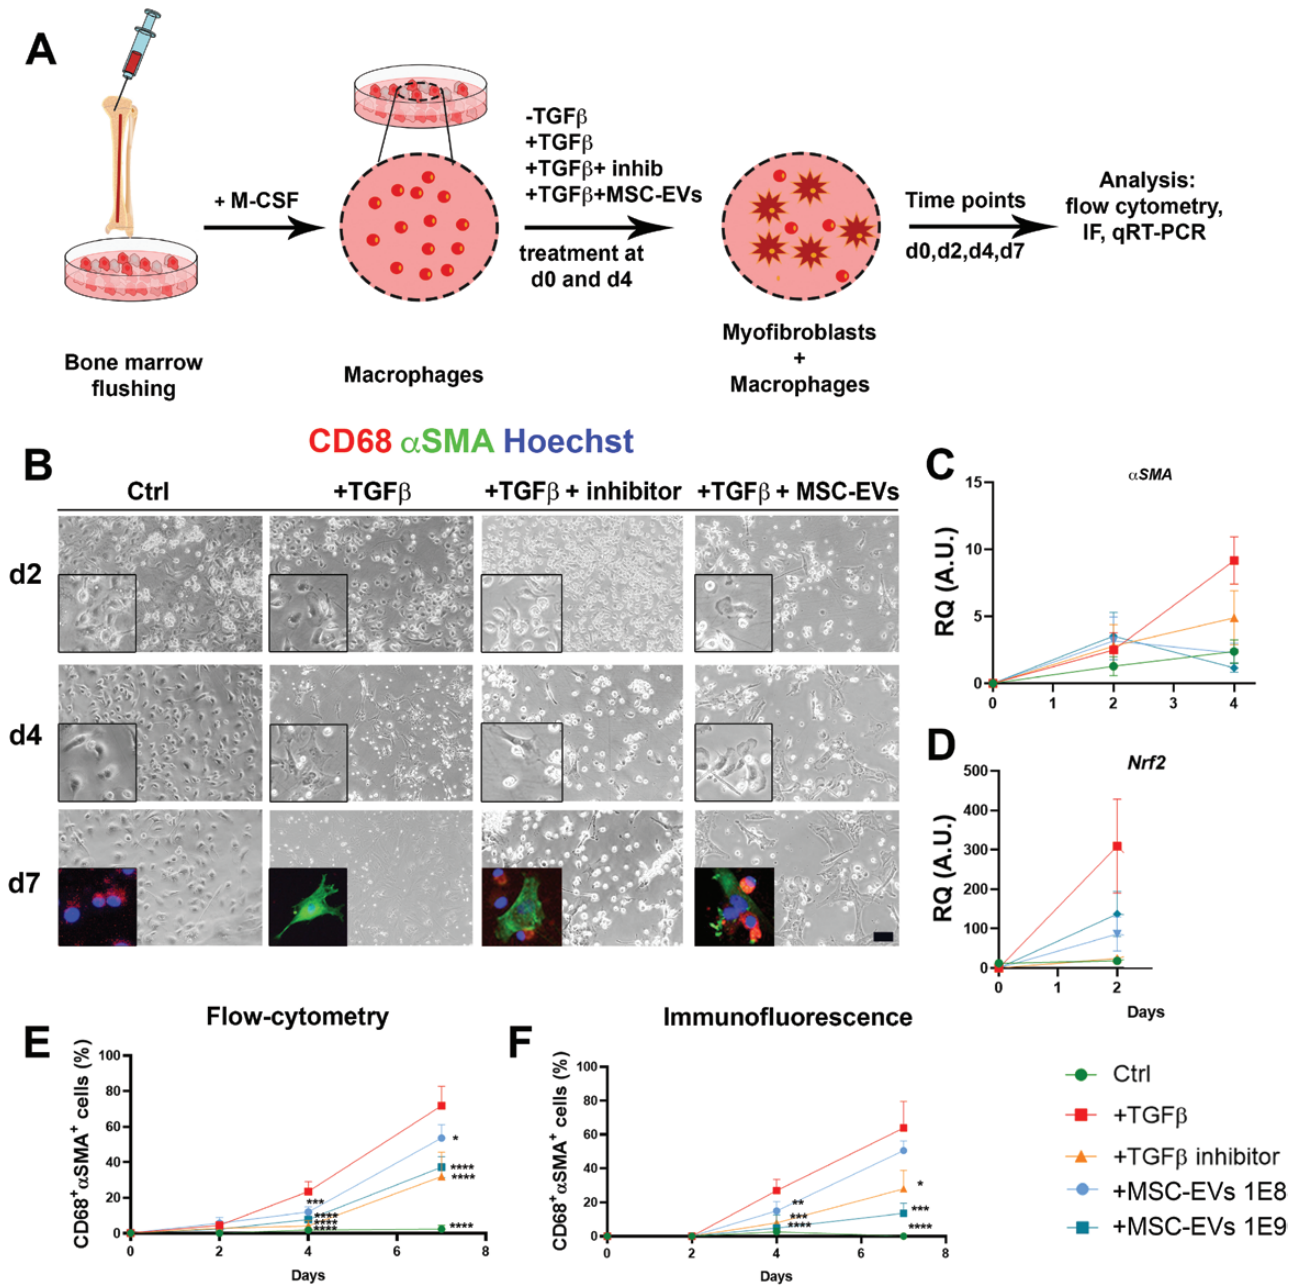 A
+ M-CSF
-TGFβ
+TGFβ
+TGFβ+ inhib
+TGFβ+MSC-EVs
treatment at
d0 and d4
Time points
d0,d2,d4,d7
Analysis:
flow cytometry,
IF, qRT-PCR
Bone marrow
flushing
Macrophages
Myofibroblasts
+
Macrophages
B
CD68 αSMA Hoechst
Ctrl
+TGFβ
+TGFβ + inhibitor
+TGFβ + MSC-EVs
d2
d4
d7
C
αSMA
RQ (A.U.)
15
10
5
0
0
1
2
3
4
D
Nrf2
RQ (A.U.)
500
400
300
200
100
0
0
1
2
Days
E
Flow-cytometry
CD68+αSMA+ cells (%)
100
80
60
40
20
0
0
2
4
6
8
Days
***
****
****
****
*
****
****
****
F
Immunofluorescence
CD68+αSMA+ cells (%)
100
80
60
40
20
0
0
2
4
6
8
Days
**
***
****
*
***
****
Ctrl
+TGFβ
+TGFβ inhibitor
+MSC-EVs 1E8
+MSC-EVs 1E9